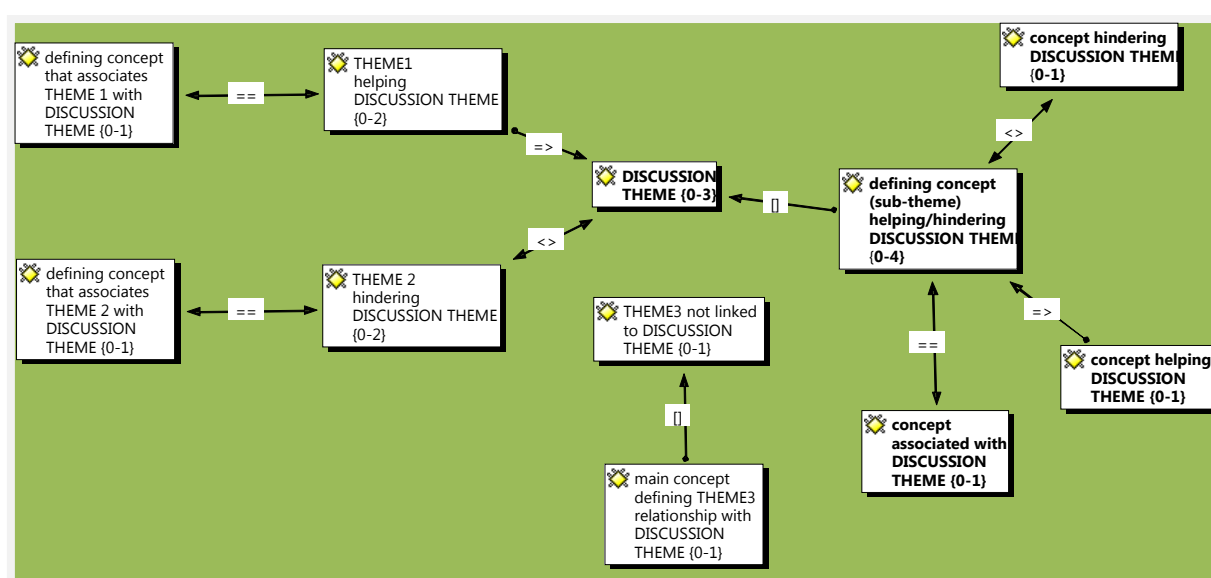 defining concept
that associates
THEME 1 with
DISCUSSION
THEME {0-1}
==
THEME1
helping
DISCUSSION THEME
{0-2}
=>
DISCUSSION
THEME {0-3}
[]
defining concept
(sub-theme)
helping/hindering
DISCUSSION THEM
{0-4}
<>
concept hindering
DISCUSSION THEME
{0-1}
defining concept
that associates
THEME 2 with
DISCUSSION
THEME {0-1}
==
THEME 2
hindering
DISCUSSION THEME
{0-2}
<>
THEME3 not linked
to DISCUSSION
THEME {0-1}
[]
main concept
defining THEME3
relationship with
DISCUSSION
THEME {0-1}
==
concept
associated with
DISCUSSION
THEME {0-1}
=>
concept helping
DISCUSSION
THEME {0-1}